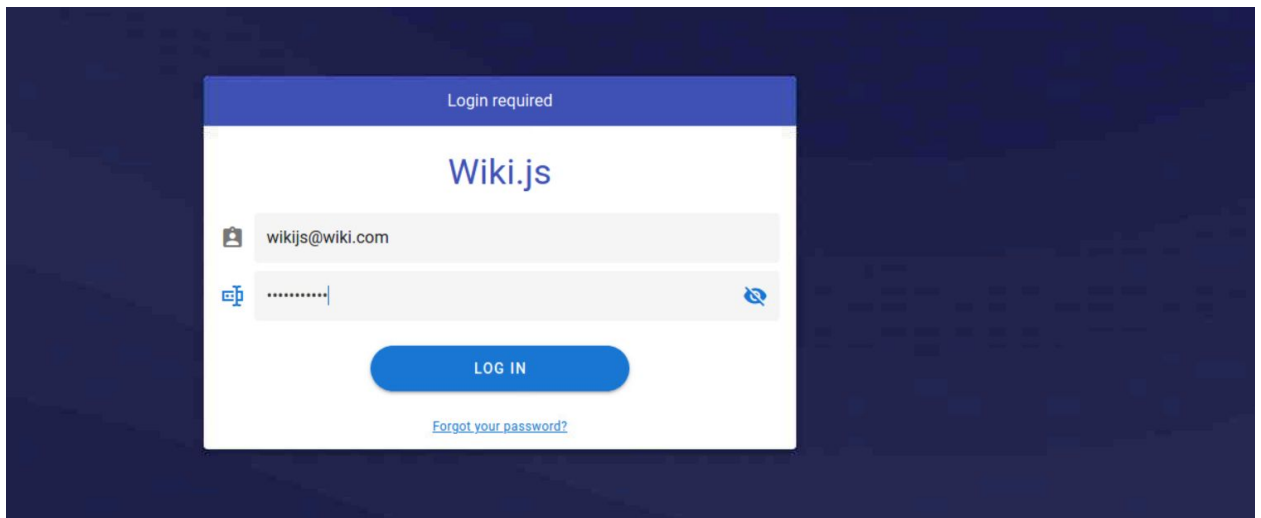 Login required
Wiki.js
wikijs@wiki.com
•••••••••••
LOG IN
Forgot your password?